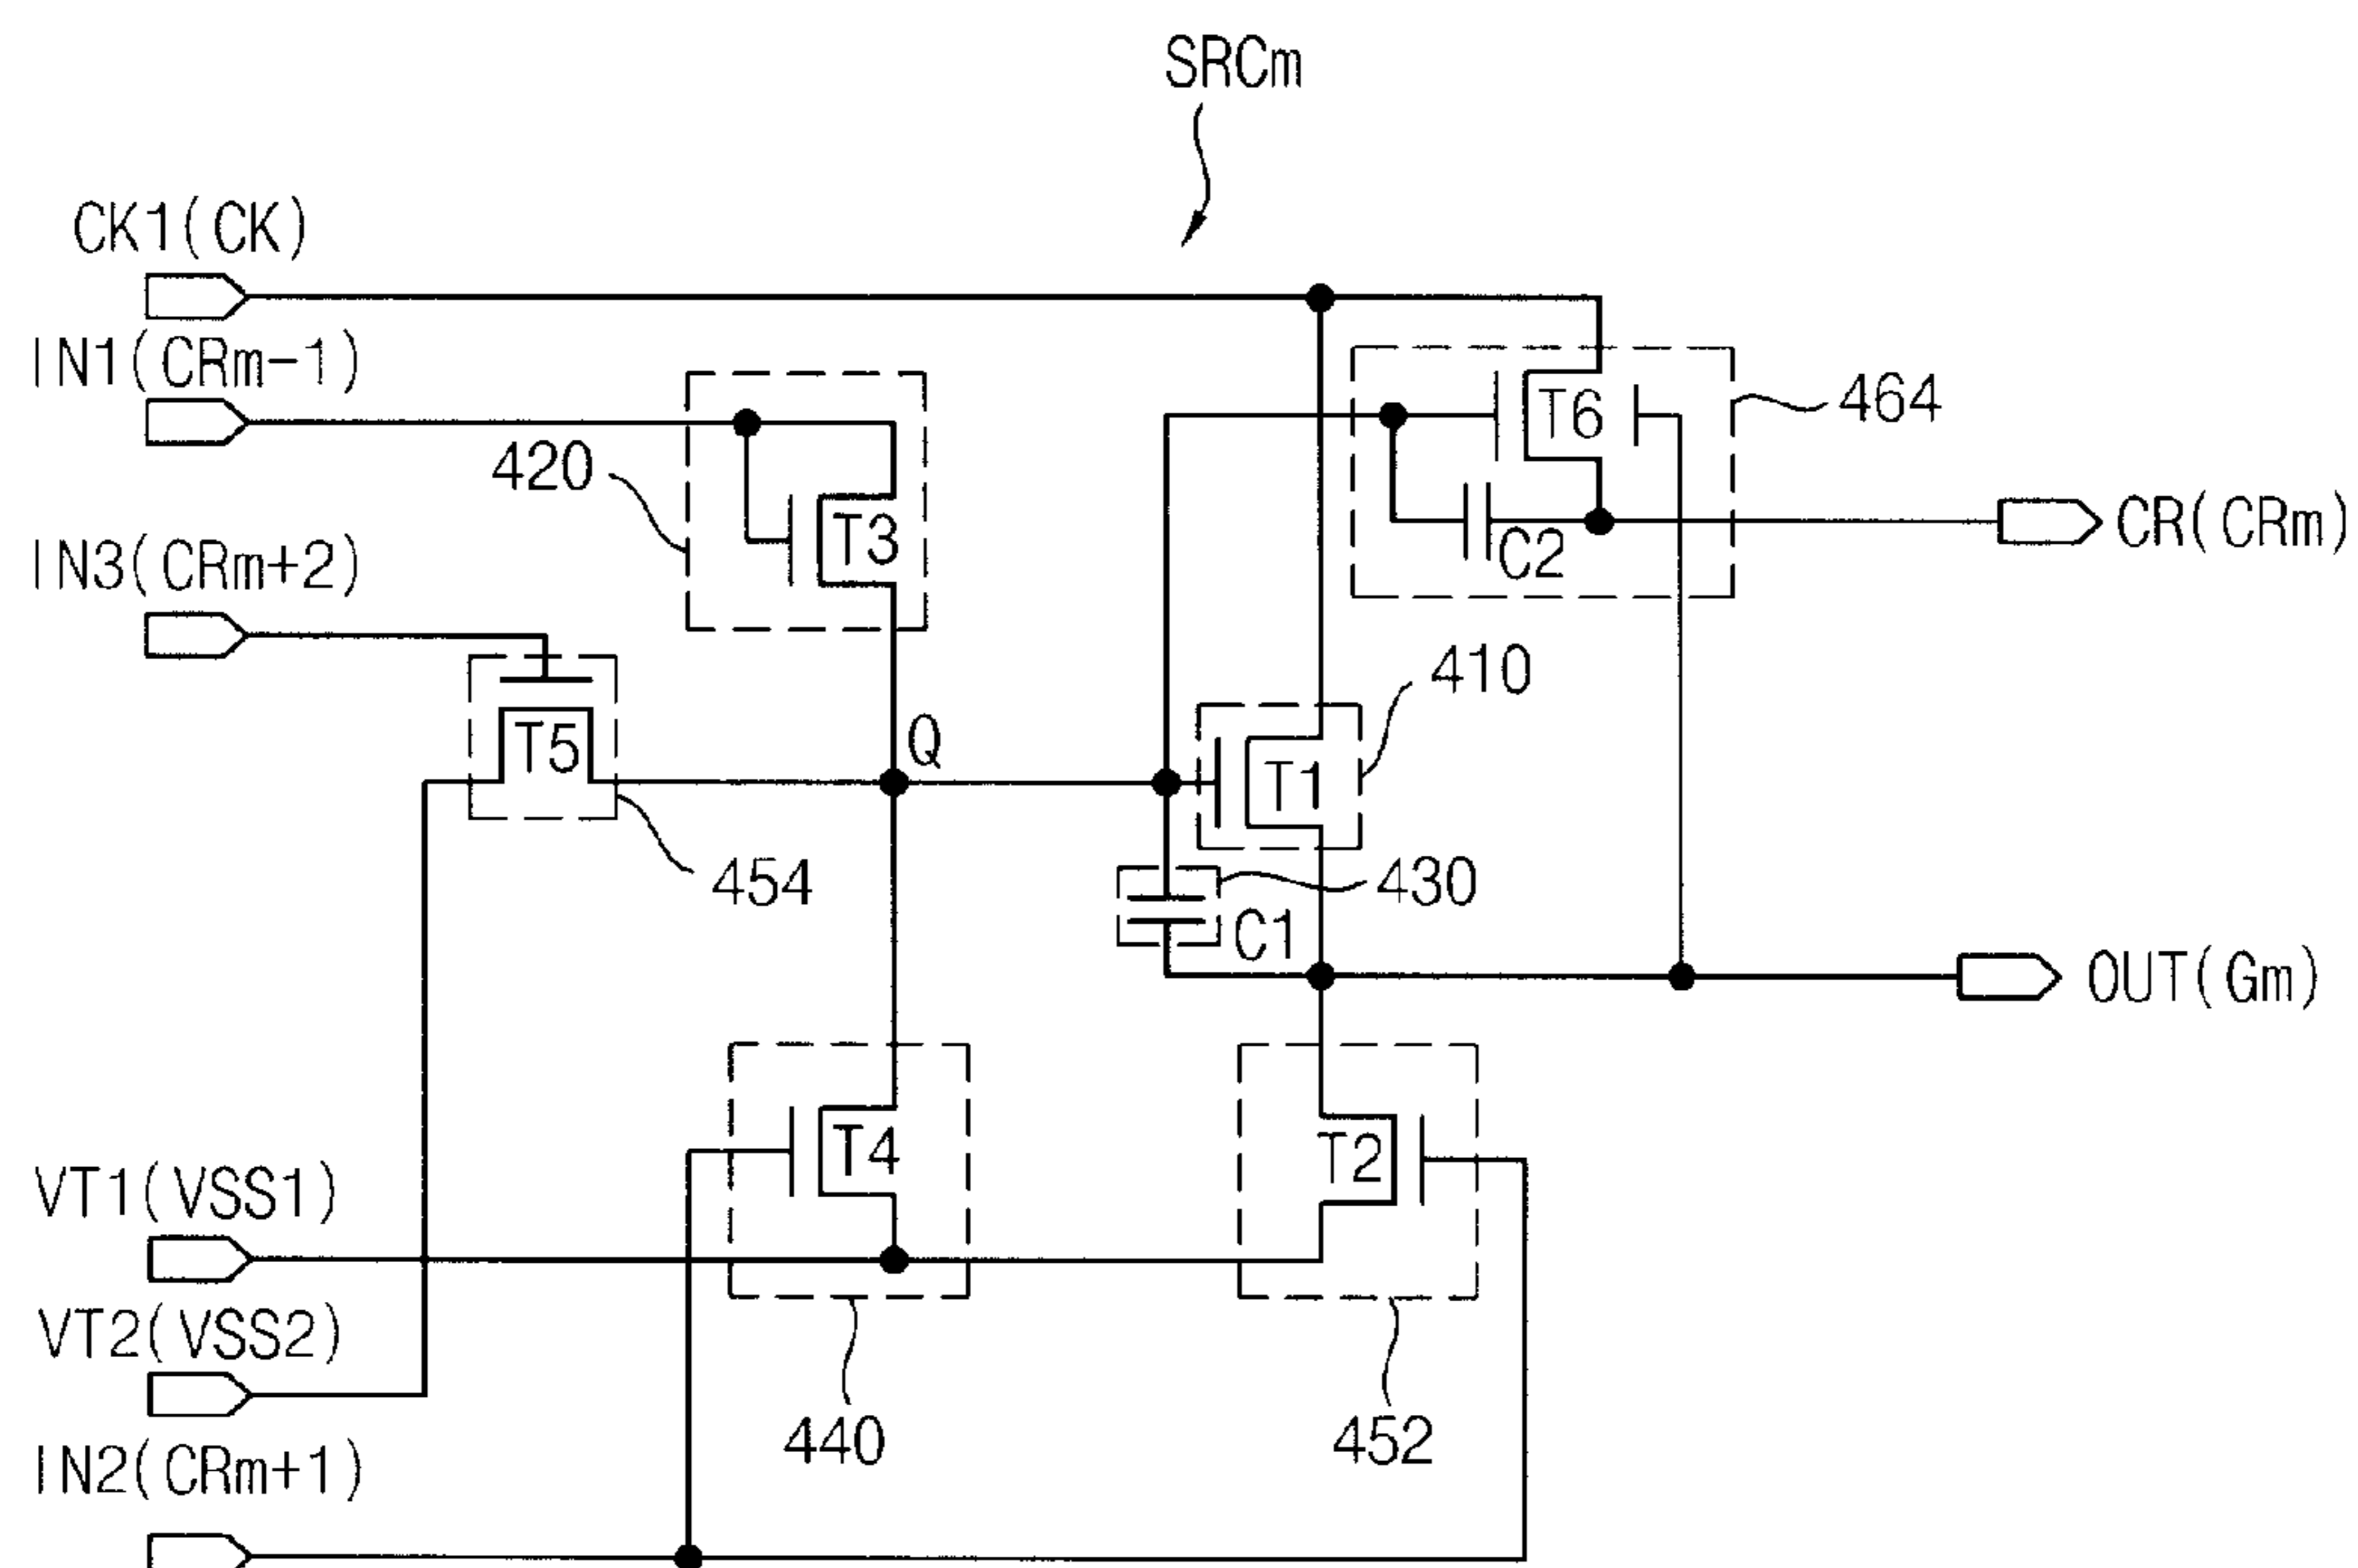 SRCm
CK1(CK)
IN1(CRm-1)
T6
464
420
T3
CR(CRm)
C2
IN3(CRm+2)
410
Q
T5
T1
454
430
C1
OUT(Gm)
T4
T2
VT1(VSS1)
VT2(VSS2)
440
452
IN2(CRm+1)